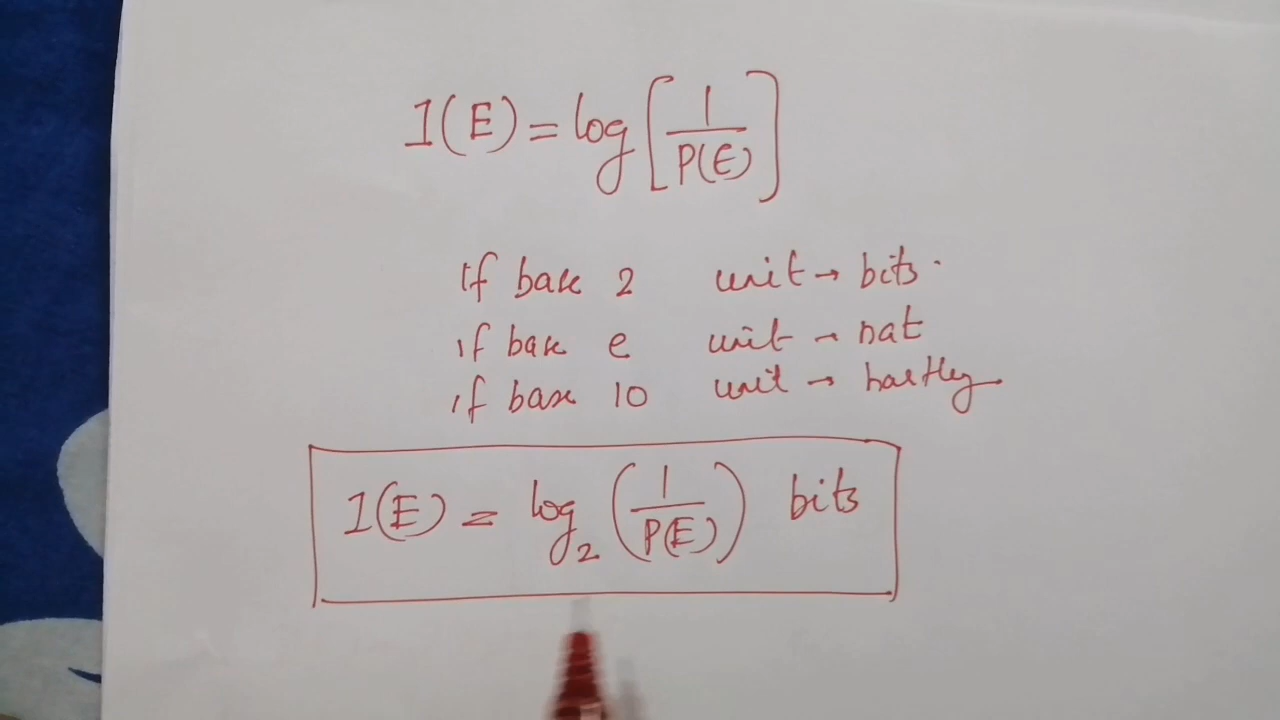 I(E) = log [1/P(E)]
If base 2 unit → bits.
if base e unit → nat
if base 10 unit → hartley
I(E) = log₂ (1/P(E)) bits